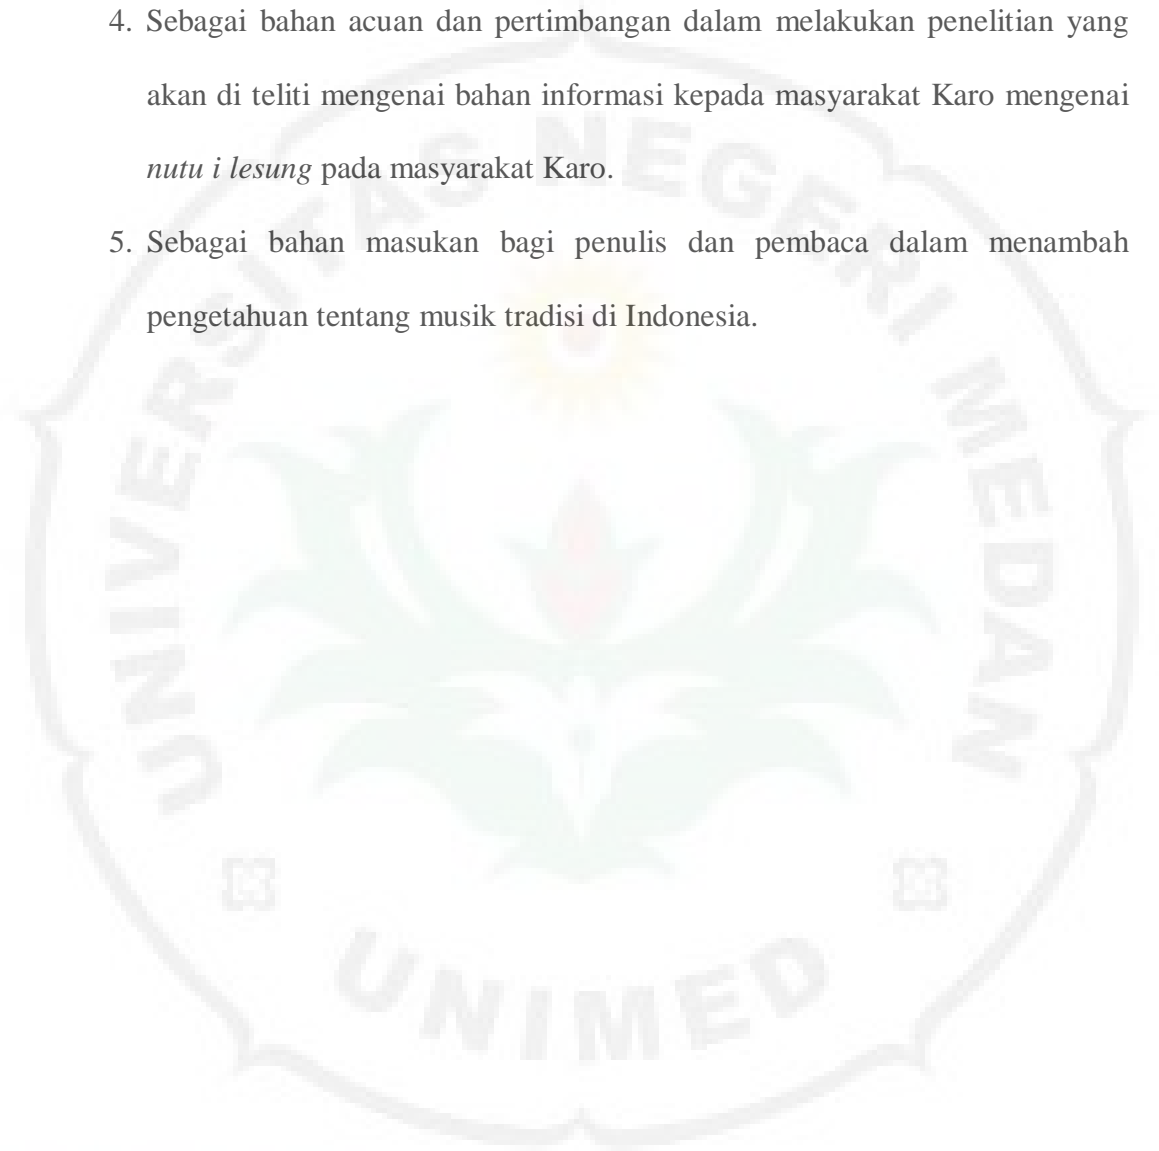 4. Sebagai bahan acuan dan pertimbangan dalam melakukan penelitian yang
akan di teliti mengenai bahan informasi kepada masyarakat Karo mengenai
nutu i lesung pada masyarakat Karo.
5. Sebagai bahan masukan bagi penulis dan pembaca dalam menambah
pengetahuan tentang musik tradisi di Indonesia.
UNIVERSITAS NEGERI MEDAN
UNIMED